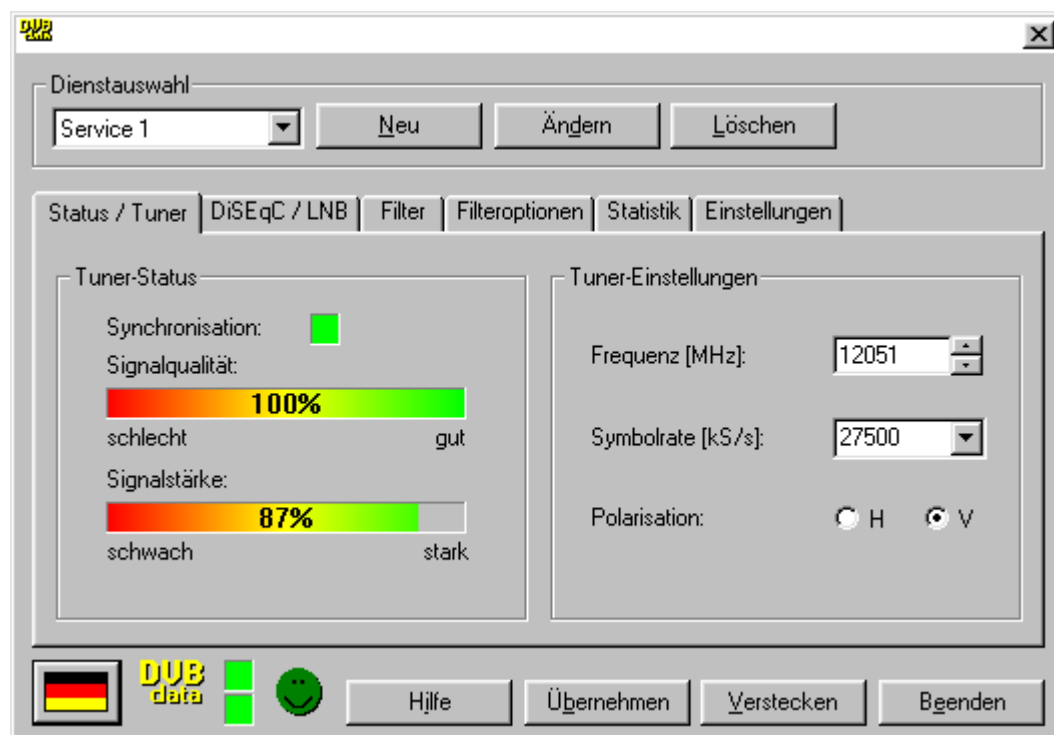 DVB data
Dienstauswahl
Service 1 Neu Ändern Löschen
Status / Tuner DiSEqC / LNB Filter Filteroptionen Statistik Einstellungen
Tuner-Status
Synchronisation:
Signalqualität:
100%
schlecht gut
Signalstärke:
87%
schwach stark
Tuner-Einstellungen
Frequenz [MHz]: 12051
Symbolrate [kS/s]: 27500
Polarisation: H V
DVB
data
Hilfe Übernehmen Verstecken Beenden